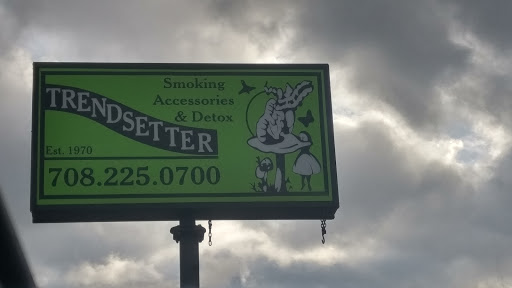 Smoking
Accessories
& Detox
TRENDSETTER
Est. 1970
708.225.0700